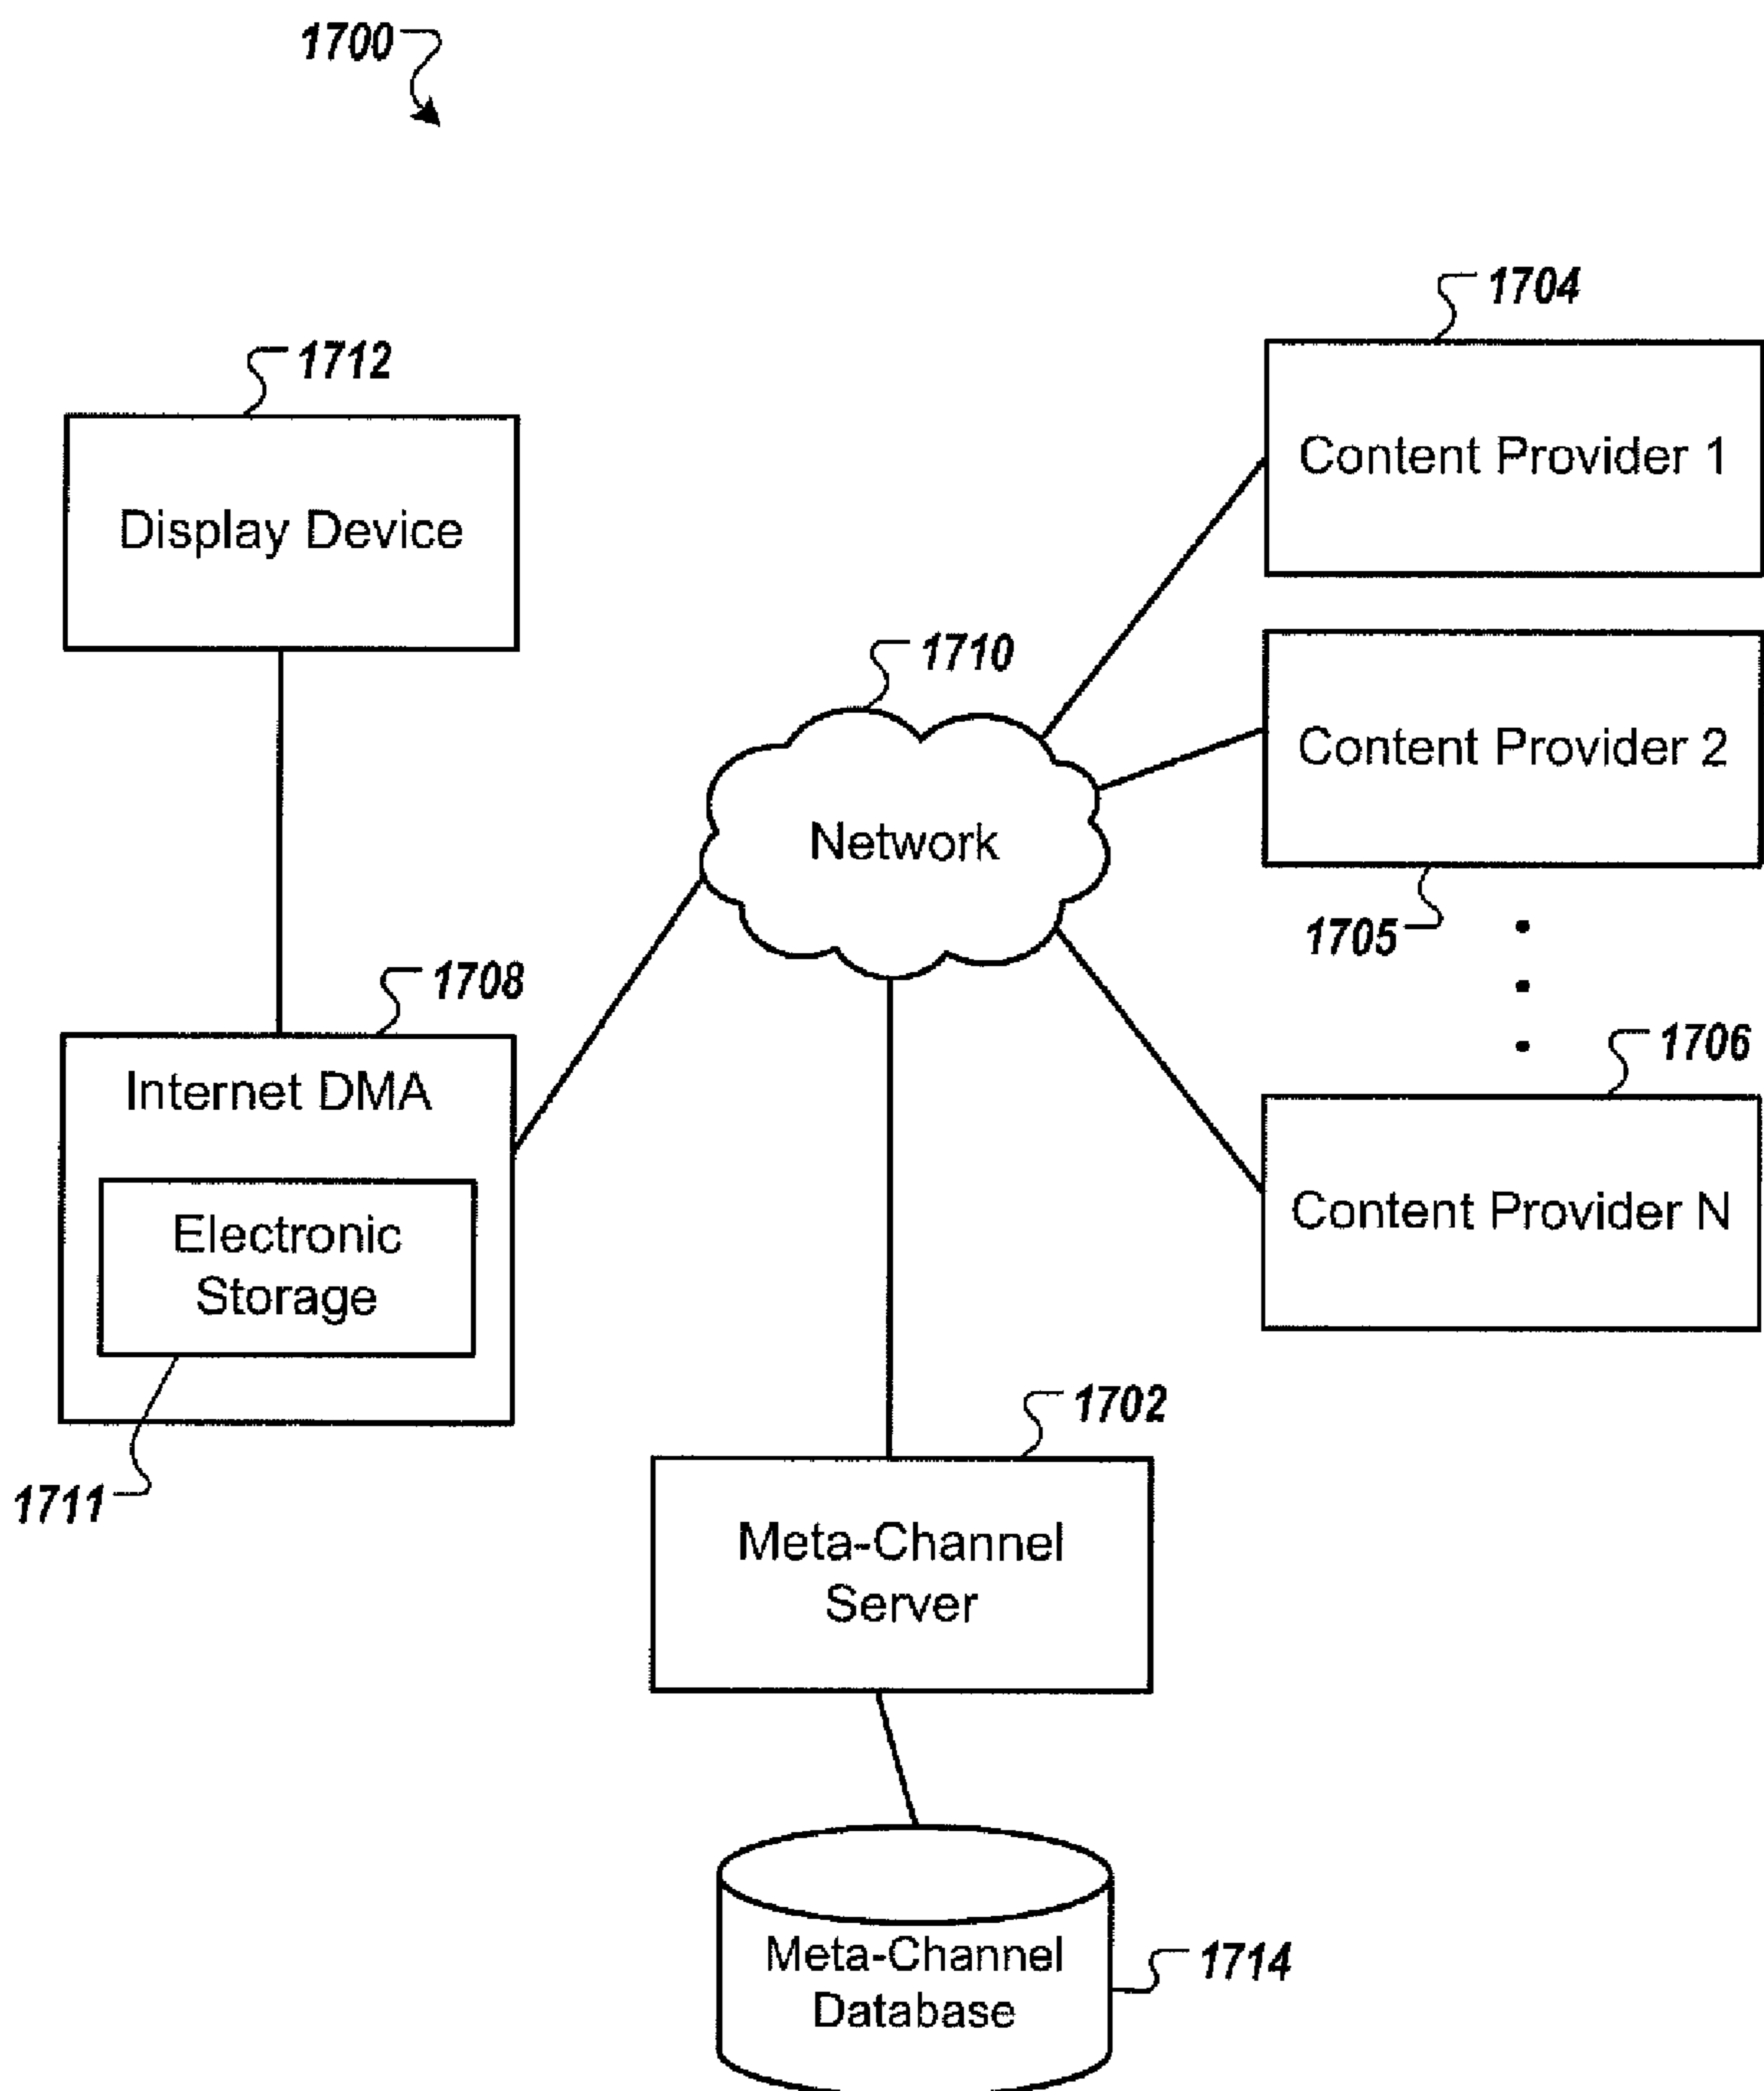 1700
1704
1712
Content Provider 1
Display Device
1710
Content Provider 2
Network
1705
1708
1706
Internet DMA
Electronic
Storage
Content Provider N
1702
1711
Meta-Channel
Server
Meta-Channel
Database
1714